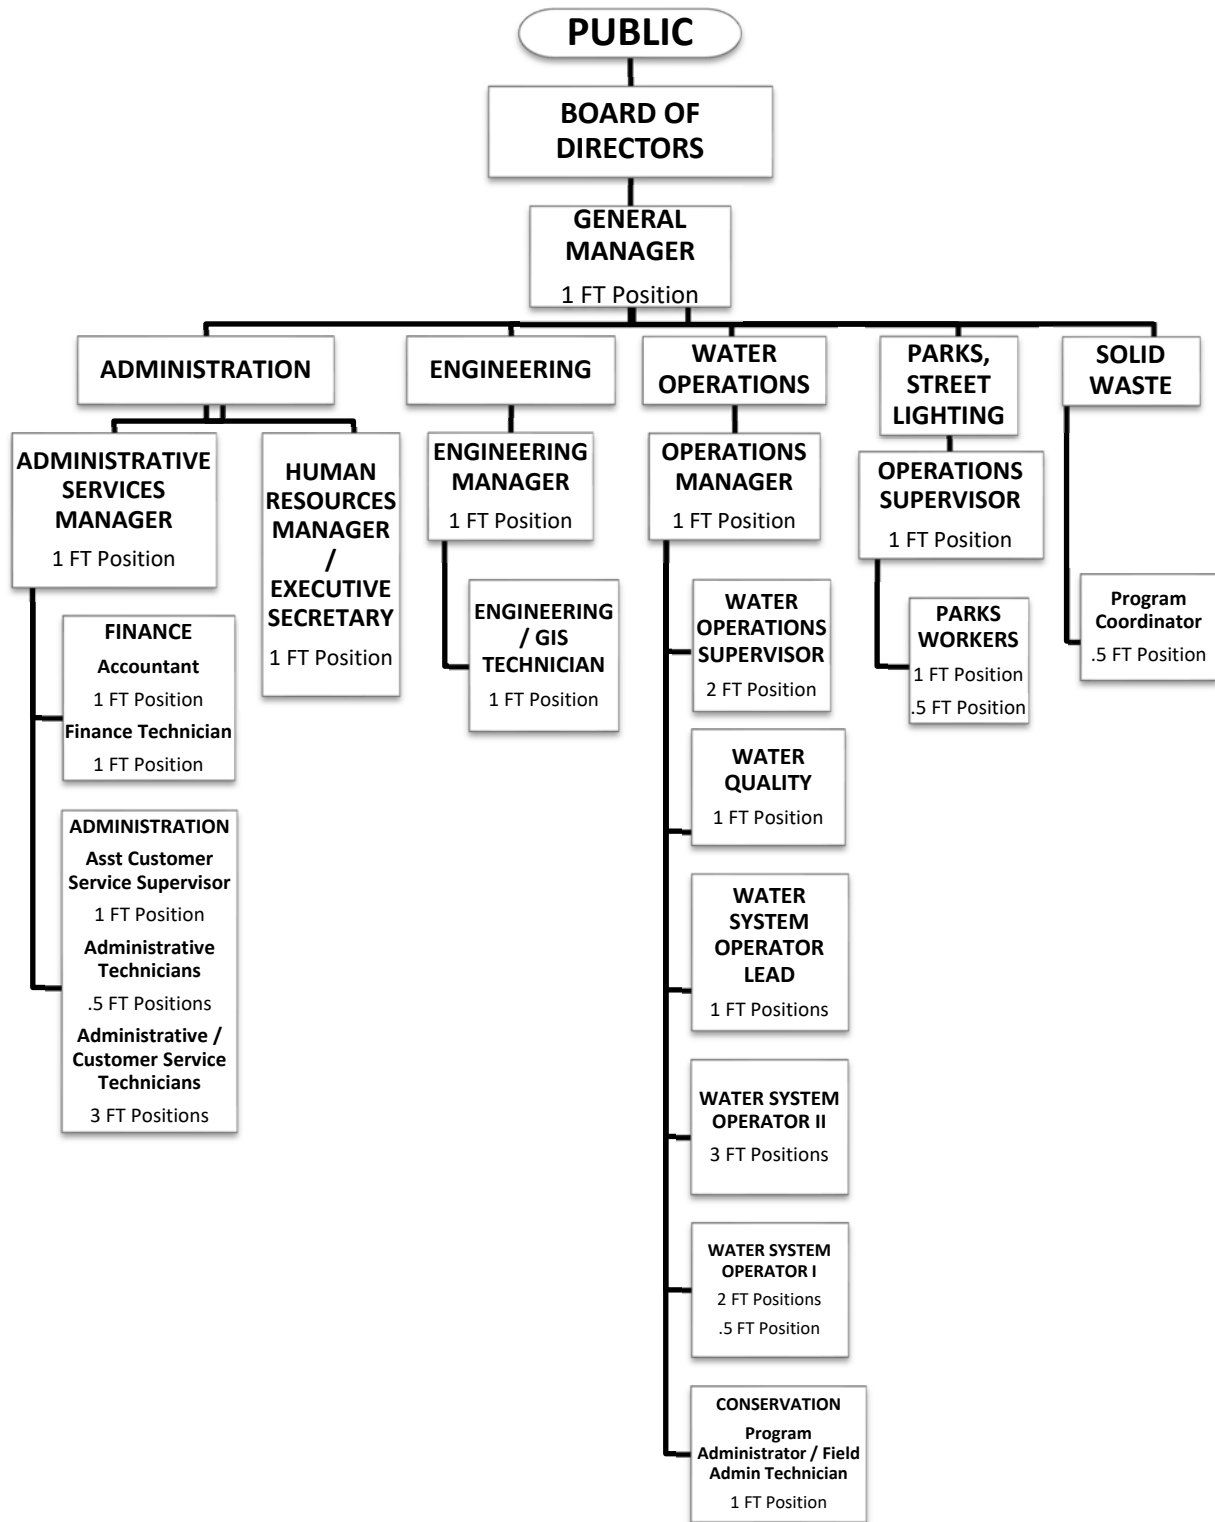 PUBLIC
BOARD OF
DIRECTORS
GENERAL
MANAGER
1 FT Position
ADMINISTRATION
ADMINISTRATIVE
SERVICES
MANAGER
1 FT Position
FINANCE
Accountant
1 FT Position
Finance Technician
1 FT Position
ADMINISTRATION
Asst Customer
Service Supervisor
1 FT Position
Administrative
Technicians
.5 FT Positions
Administrative /
Customer Service
Technicians
3 FT Positions
HUMAN
RESOURCES
MANAGER
/
EXECUTIVE
SECRETARY
1 FT Position
ENGINEERING
ENGINEERING
MANAGER
1 FT Position
ENGINEERING
/ GIS
TECHNICIAN
1 FT Position
WATER
OPERATIONS
OPERATIONS
MANAGER
1 FT Position
WATER
OPERATIONS
SUPERVISOR
2 FT Position
WATER
QUALITY
1 FT Position
WATER
SYSTEM
OPERATOR
LEAD
1 FT Positions
WATER SYSTEM
OPERATOR II
3 FT Positions
WATER SYSTEM
OPERATOR I
2 FT Positions
.5 FT Position
CONSERVATION
Program
Administrator / Field
Admin Technician
1 FT Position
PARKS,
STREET
LIGHTING
OPERATIONS
SUPERVISOR
1 FT Position
PARKS
WORKERS
1 FT Position
.5 FT Position
SOLID
WASTE
Program
Coordinator
.5 FT Position